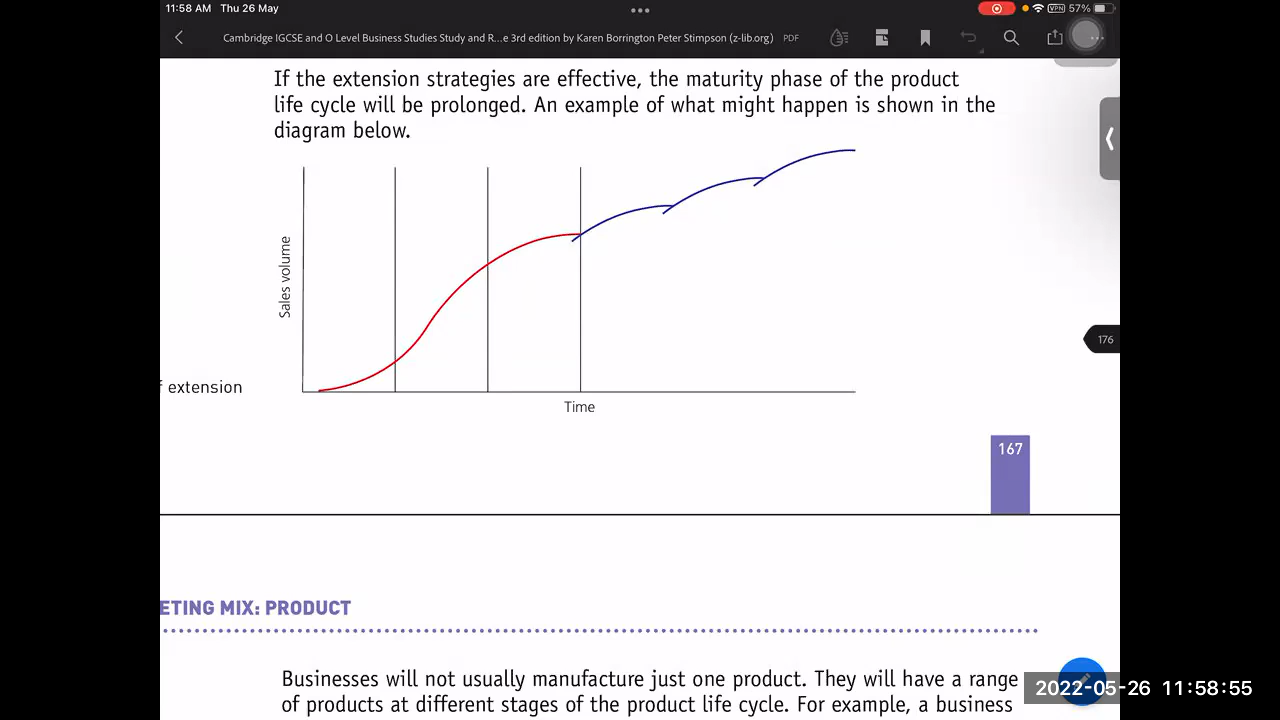 11:58 AM Thu 26 May
VPN 57%
Cambridge IGCSE and O Level Business Studies Study and R...e 3rd edition by Karen Borrington Peter Stimpson (z-lib.org) PDF
If the extension strategies are effective, the maturity phase of the product
life cycle will be prolonged. An example of what might happen is shown in the
diagram below.
Sales volume
176
extension
Time
167
ETING MIX: PRODUCT
Businesses will not usually manufacture just one product. They will have a range
of products at different stages of the product life cycle. For example, a business
2022-05-26 11:58:55